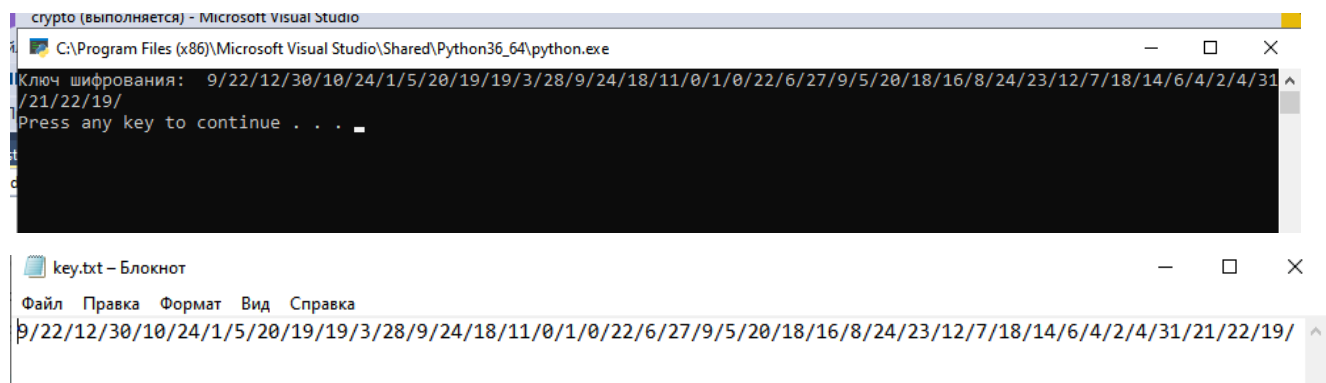 crypto (выполняется) - Microsoft Visual Studio
C:\Program Files (x86)\Microsoft Visual Studio\Shared\Python36_64\python.exe
Ключ шифрования:  9/22/12/30/10/24/1/5/20/19/19/3/28/9/24/18/11/0/1/0/22/6/27/9/5/20/18/16/8/24/23/12/7/18/14/6/4/2/4/31
/21/22/19/
Press any key to continue . . .
key.txt – Блокнот
Файл Правка Формат Вид Справка
9/22/12/30/10/24/1/5/20/19/19/3/28/9/24/18/11/0/1/0/22/6/27/9/5/20/18/16/8/24/23/12/7/18/14/6/4/2/4/31/21/22/19/